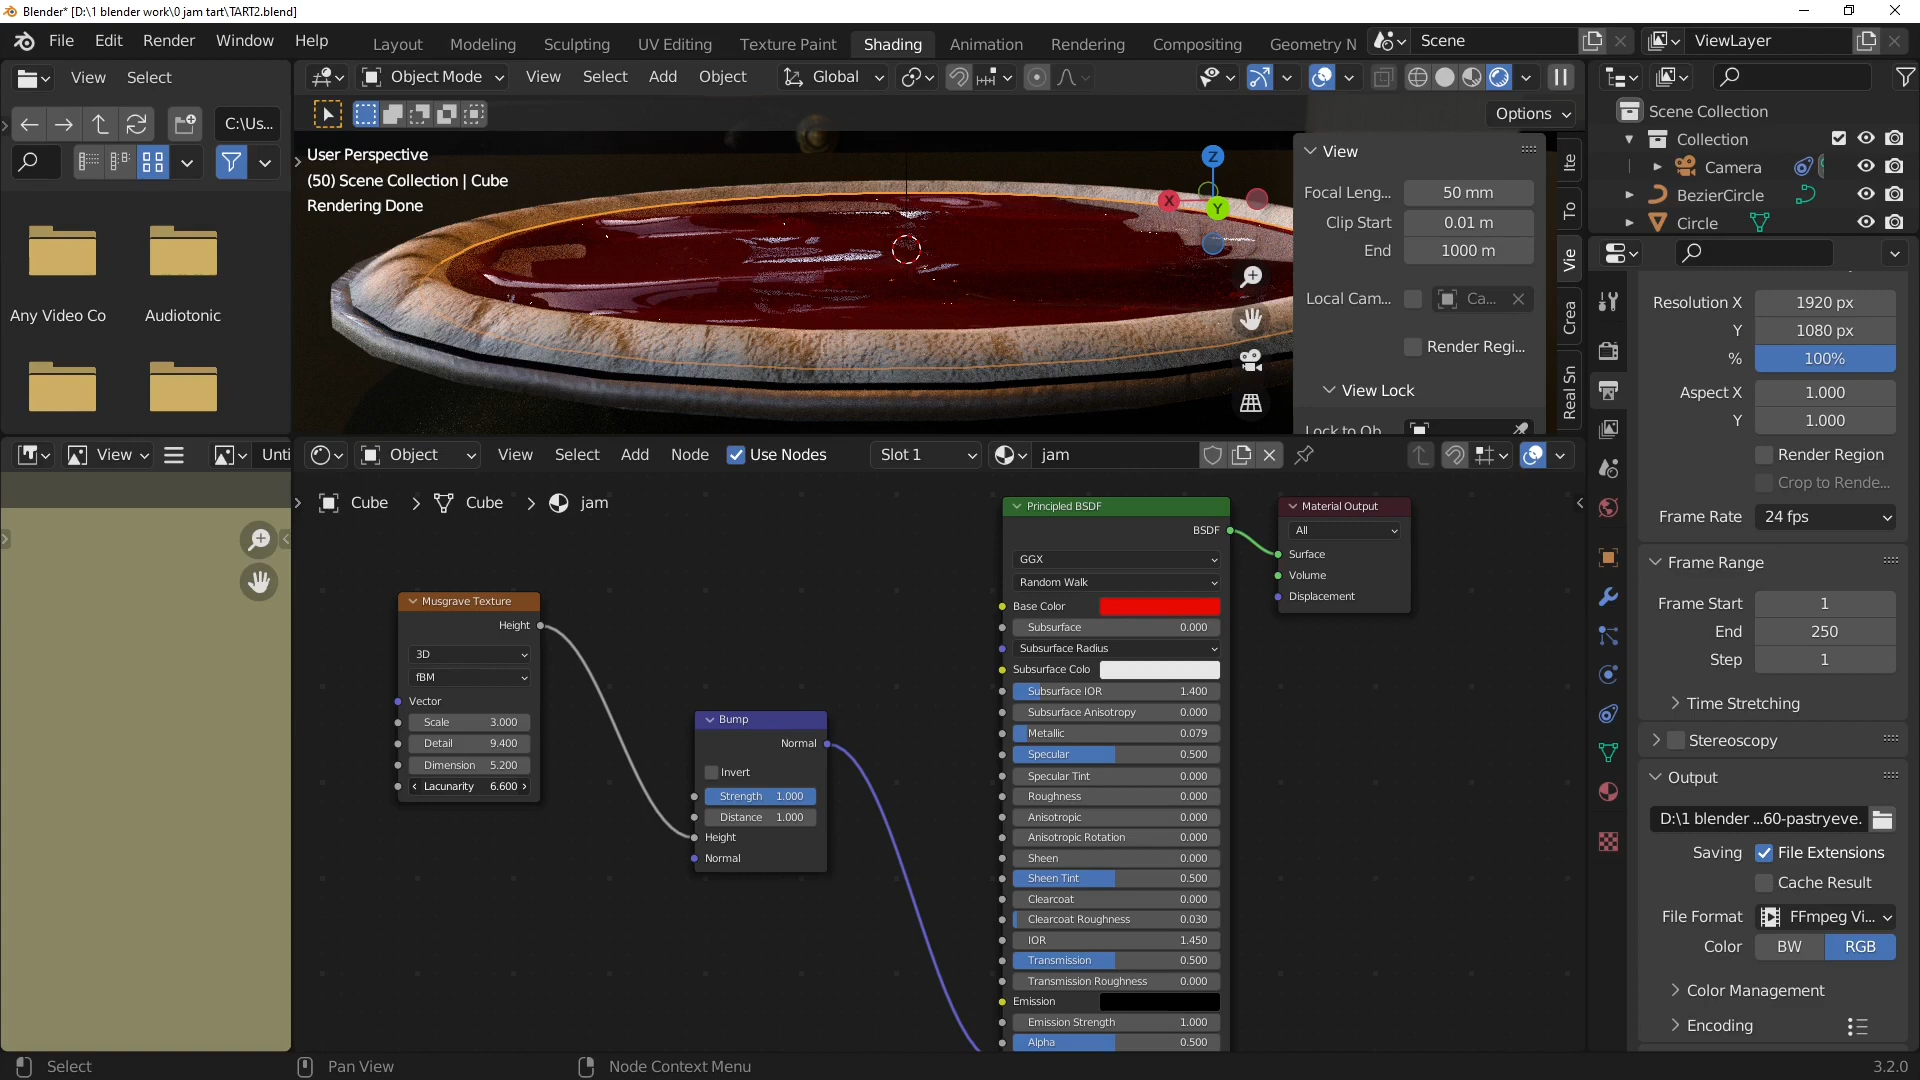 Blender* [D:\1 blender work\0 jam tart\TART2.blend]
File Edit Render Window Help Layout Modeling Sculpting UV Editing Texture Paint Shading Animation Rendering Compositing Geometry N Scene ViewLayer
View Select
Object Mode View Select Add Object Global
C:\Us...
Options
User Perspective
(50) Scene Collection | Cube
Rendering Done
Any Video Co
Audiotonic
Z
X
Y
View
Focal Leng... 50 mm
Clip Start 0.01 m
End 1000 m
Local Cam... Ca...
Render Regi...
View Lock
Lock to Ob
Ite
To
Vie
Crea
Real Sn
Scene Collection
Collection
Camera
BezierCircle
Circle
Resolution X 1920 px
Y 1080 px
% 100%
Aspect X 1.000
Y 1.000
Render Region
Crop to Rende...
Frame Rate 24 fps
Frame Range
Frame Start 1
End 250
Step 1
Time Stretching
Stereoscopy
Output
D:\1 blender ...60-pastryeve.
Saving File Extensions
Cache Result
File Format FFmpeg Vi...
Color BW RGB
Color Management
Encoding
View Unti
Object View Select Add Node Use Nodes Slot 1 jam
Cube > Cube > jam
Musgrave Texture
Height
3D
fBM
Vector
Scale 3.000
Detail 9.400
Dimension 5.200
Lacunarity 6.600
Bump
Normal
Invert
Strength 1.000
Distance 1.000
Height
Normal
Principled BSDF
BSDF
GGX
Random Walk
Base Color
Subsurface 0.000
Subsurface Radius
Subsurface Colo
Subsurface IOR 1.400
Subsurface Anisotropy 0.000
Metallic 0.079
Specular 0.500
Specular Tint 0.000
Roughness 0.000
Anisotropic 0.000
Anisotropic Rotation 0.000
Sheen 0.000
Sheen Tint 0.500
Clearcoat 0.000
Clearcoat Roughness 0.030
IOR 1.450
Transmission 0.500
Transmission Roughness 0.000
Emission
Emission Strength 1.000
Alpha 0.500
Material Output
All
Surface
Volume
Displacement
Select Pan View Node Context Menu 3.2.0